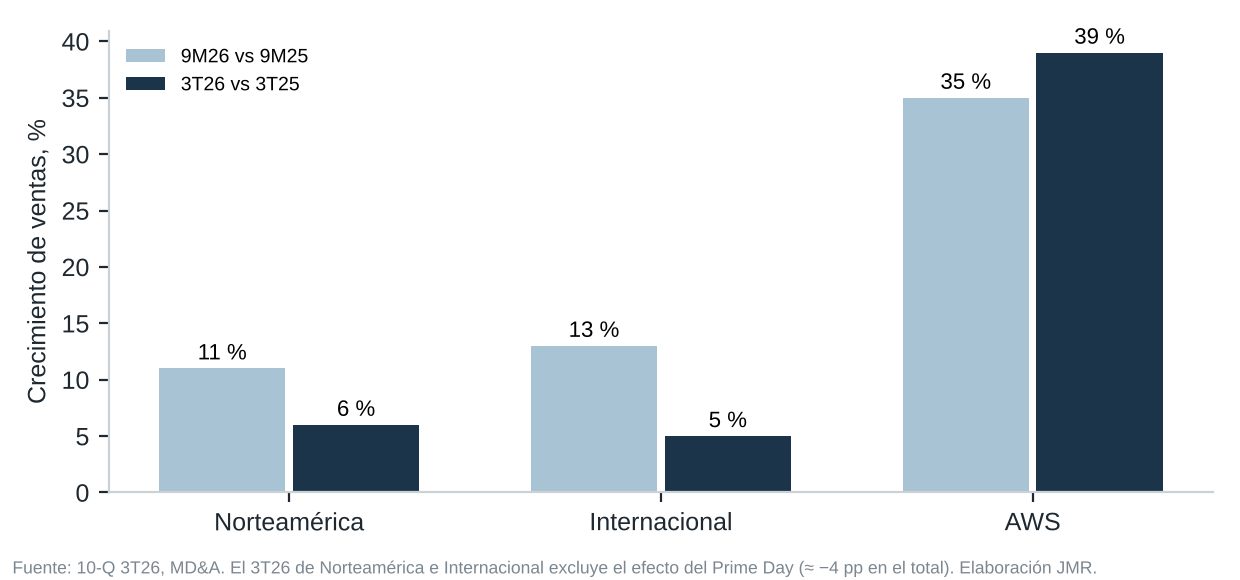 9M26 vs 9M25
3T26 vs 3T25
Crecimiento de ventas, %
40
35
30
25
20
15
10
5
0
11 %
6 %
13 %
5 %
35 %
39 %
Norteamérica
Internacional
AWS
Fuente: 10-Q 3T26, MD&A. El 3T26 de Norteamérica e Internacional excluye el efecto del Prime Day (≈ −4 pp en el total). Elaboración JMR.